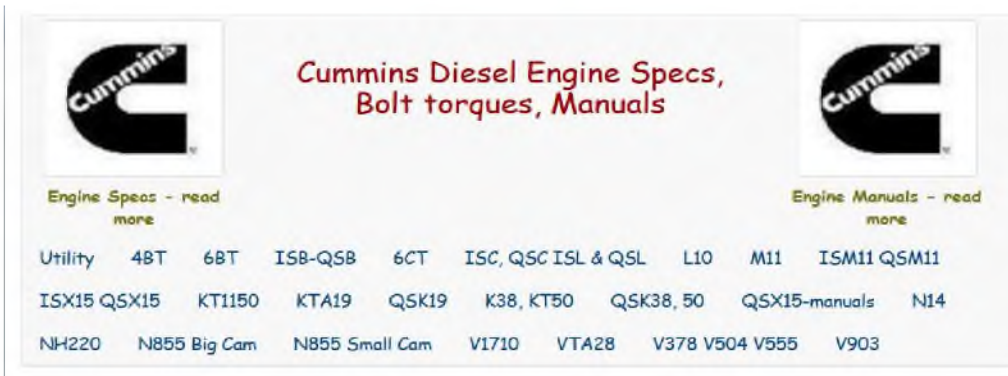 Cummins
Cummins
Cummins Diesel Engine Specs,
Bolt torques, Manuals
Engine Specs - read
more
Engine Manuals - read
more
Utility 4BT 6BT ISB-QSB 6CT ISC, QSC ISL & QSL L10 M11 ISM11 QSM11
ISX15 QSX15 KT1150 KTA19 QSK19 K38, KT50 QSK38, 50 QSX15-manuals N14
NH220 N855 Big Cam N855 Small Cam V1710 VTA28 V378 V504 V555 V903